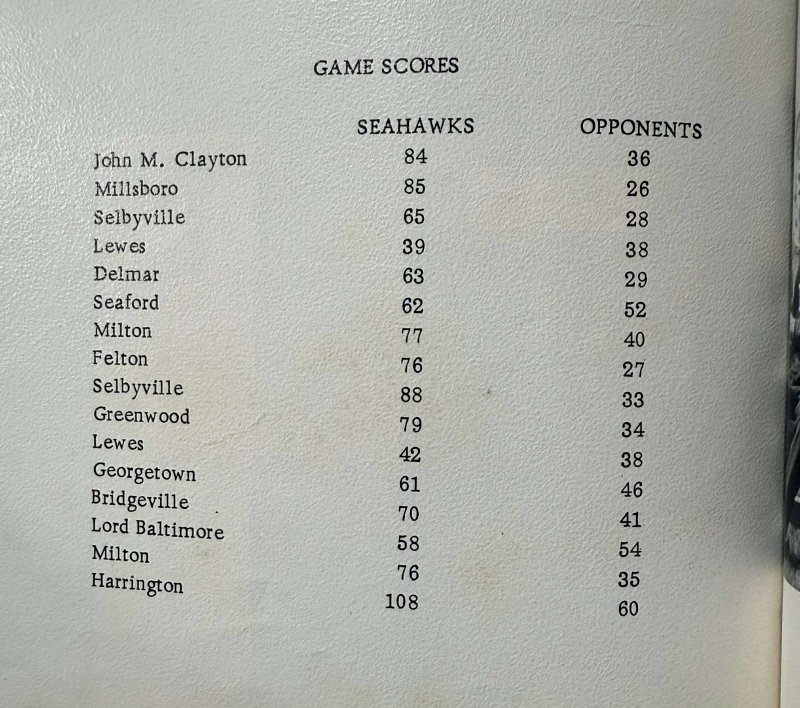 GAME SCORES
SEAHAWKS OPPONENTS
John M. Clayton 84 36
Millsboro 85 26
Selbyville 65 28
Lewes 39 38
Delmar 63 29
Seaford 62 52
Milton 77 40
Felton 76 27
Selbyville 88 33
Greenwood 79 34
Lewes 42 38
Georgetown 61 46
Bridgeville 70 41
Lord Baltimore 58 54
Milton 76 35
Harrington 108 60